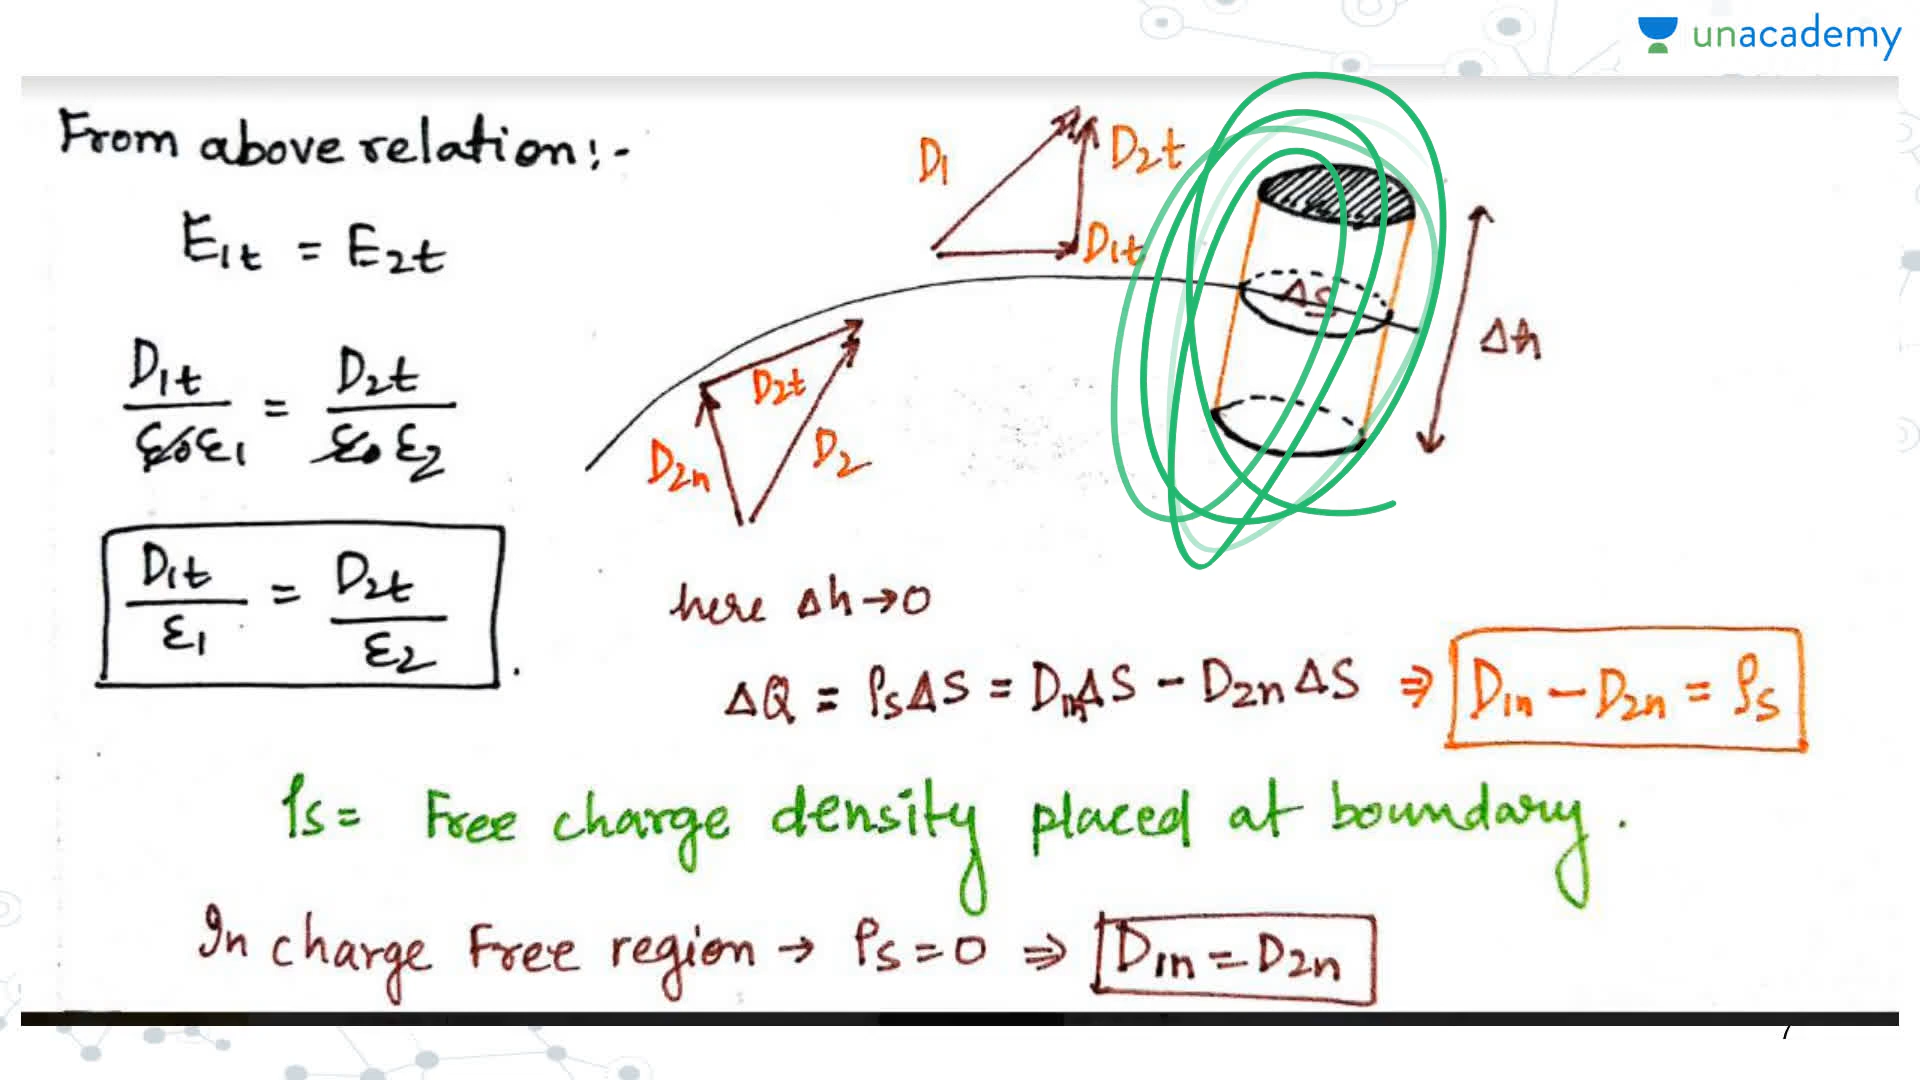 unacademy
From above relation:-
E1t = E2t
D1t/ε0ε1 = D2t/ε0ε2
D1t/ε1 = D2t/ε2.
D1
D2t
D1t
ΔS
Δh
D2t
D2n
D2
here Δh→0
ΔQ = ρsΔS = D1nΔS - D2nΔS ⇒ D1n - D2n = ρs
ρs = Free charge density placed at boundary.
In charge Free region → ρs = 0 ⇒ D1n = D2n
7